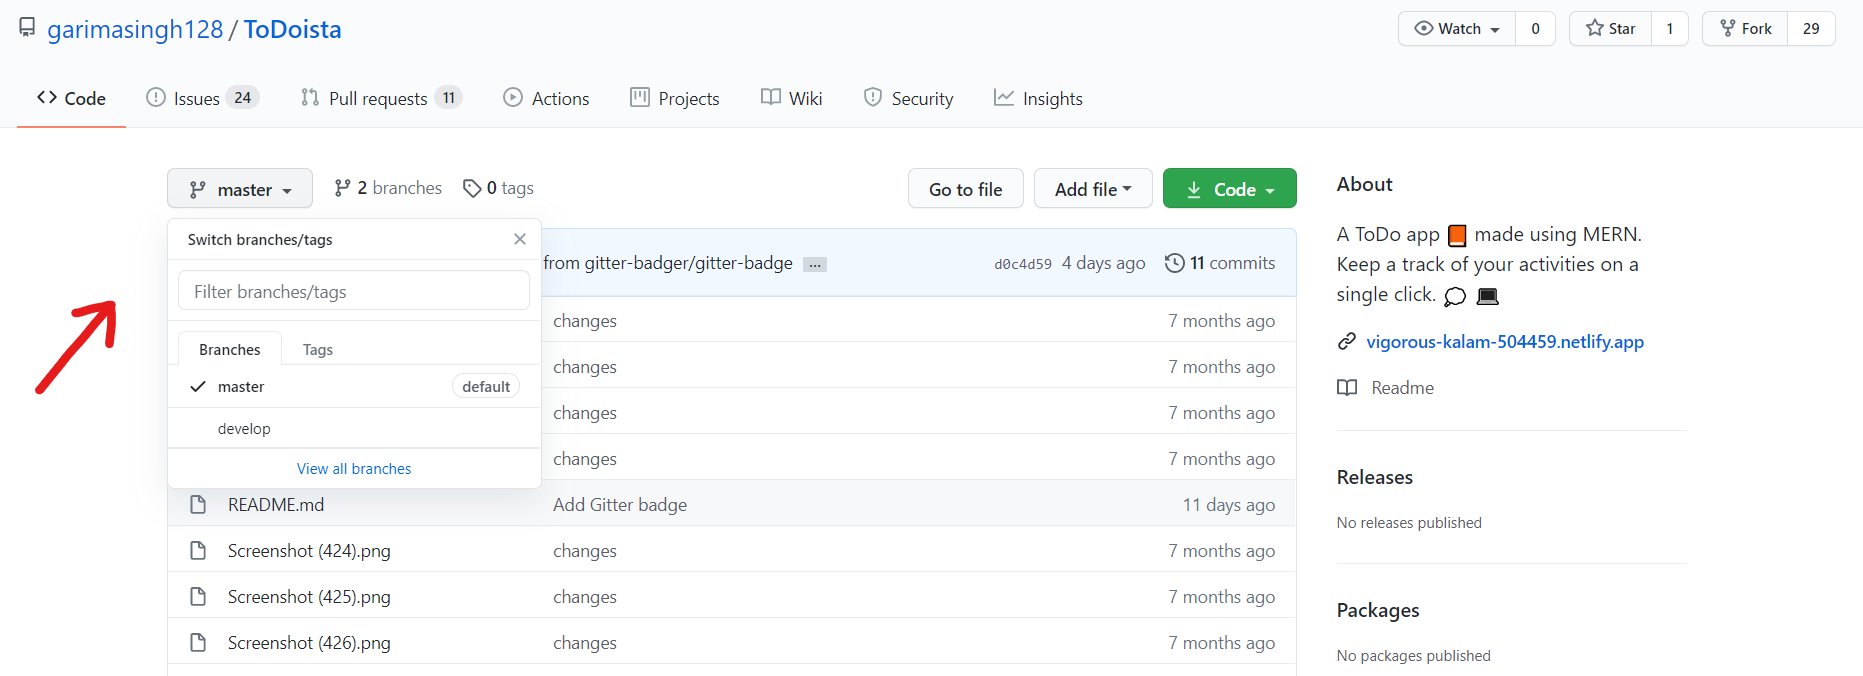 garimasingh128 / ToDoista
Watch 0 Star 1 Fork 29
Code Issues 24 Pull requests 11 Actions Projects Wiki Security Insights
master 2 branches 0 tags Go to file Add file Code
Switch branches/tags
Filter branches/tags
Branches Tags
master default
develop
View all branches
from gitter-badger/gitter-badge ... d0c4d59 4 days ago 11 commits
changes 7 months ago
changes 7 months ago
changes 7 months ago
changes 7 months ago
README.md Add Gitter badge 11 days ago
Screenshot (424).png changes 7 months ago
Screenshot (425).png changes 7 months ago
Screenshot (426).png changes 7 months ago
About
A ToDo app 📙 made using MERN.
Keep a track of your activities on a
single click. 💭 💻
vigorous-kalam-504459.netlify.app
Readme
Releases
No releases published
Packages
No packages published